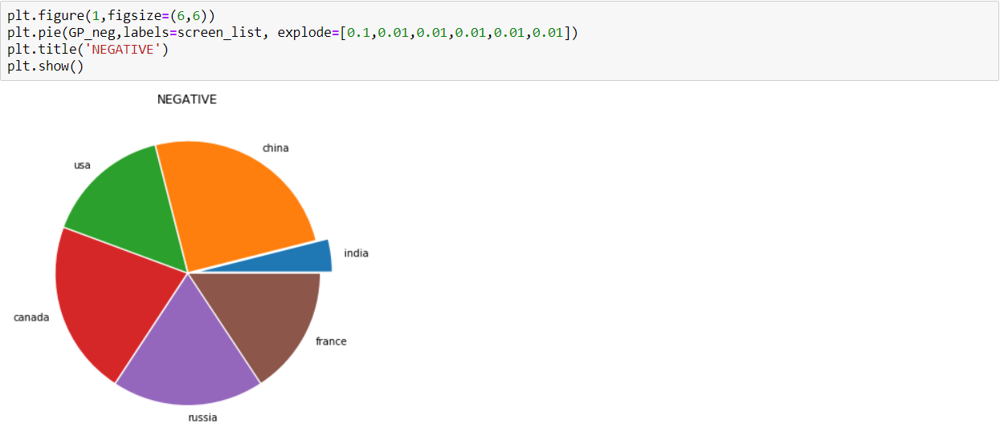 plt.figure(1,figsize=(6,6))
plt.pie(GP_neg,labels=screen_list, explode=[0.1,0.01,0.01,0.01,0.01,0.01])
plt.title('NEGATIVE')
plt.show()
NEGATIVE
china
usa
india
canada
france
russia